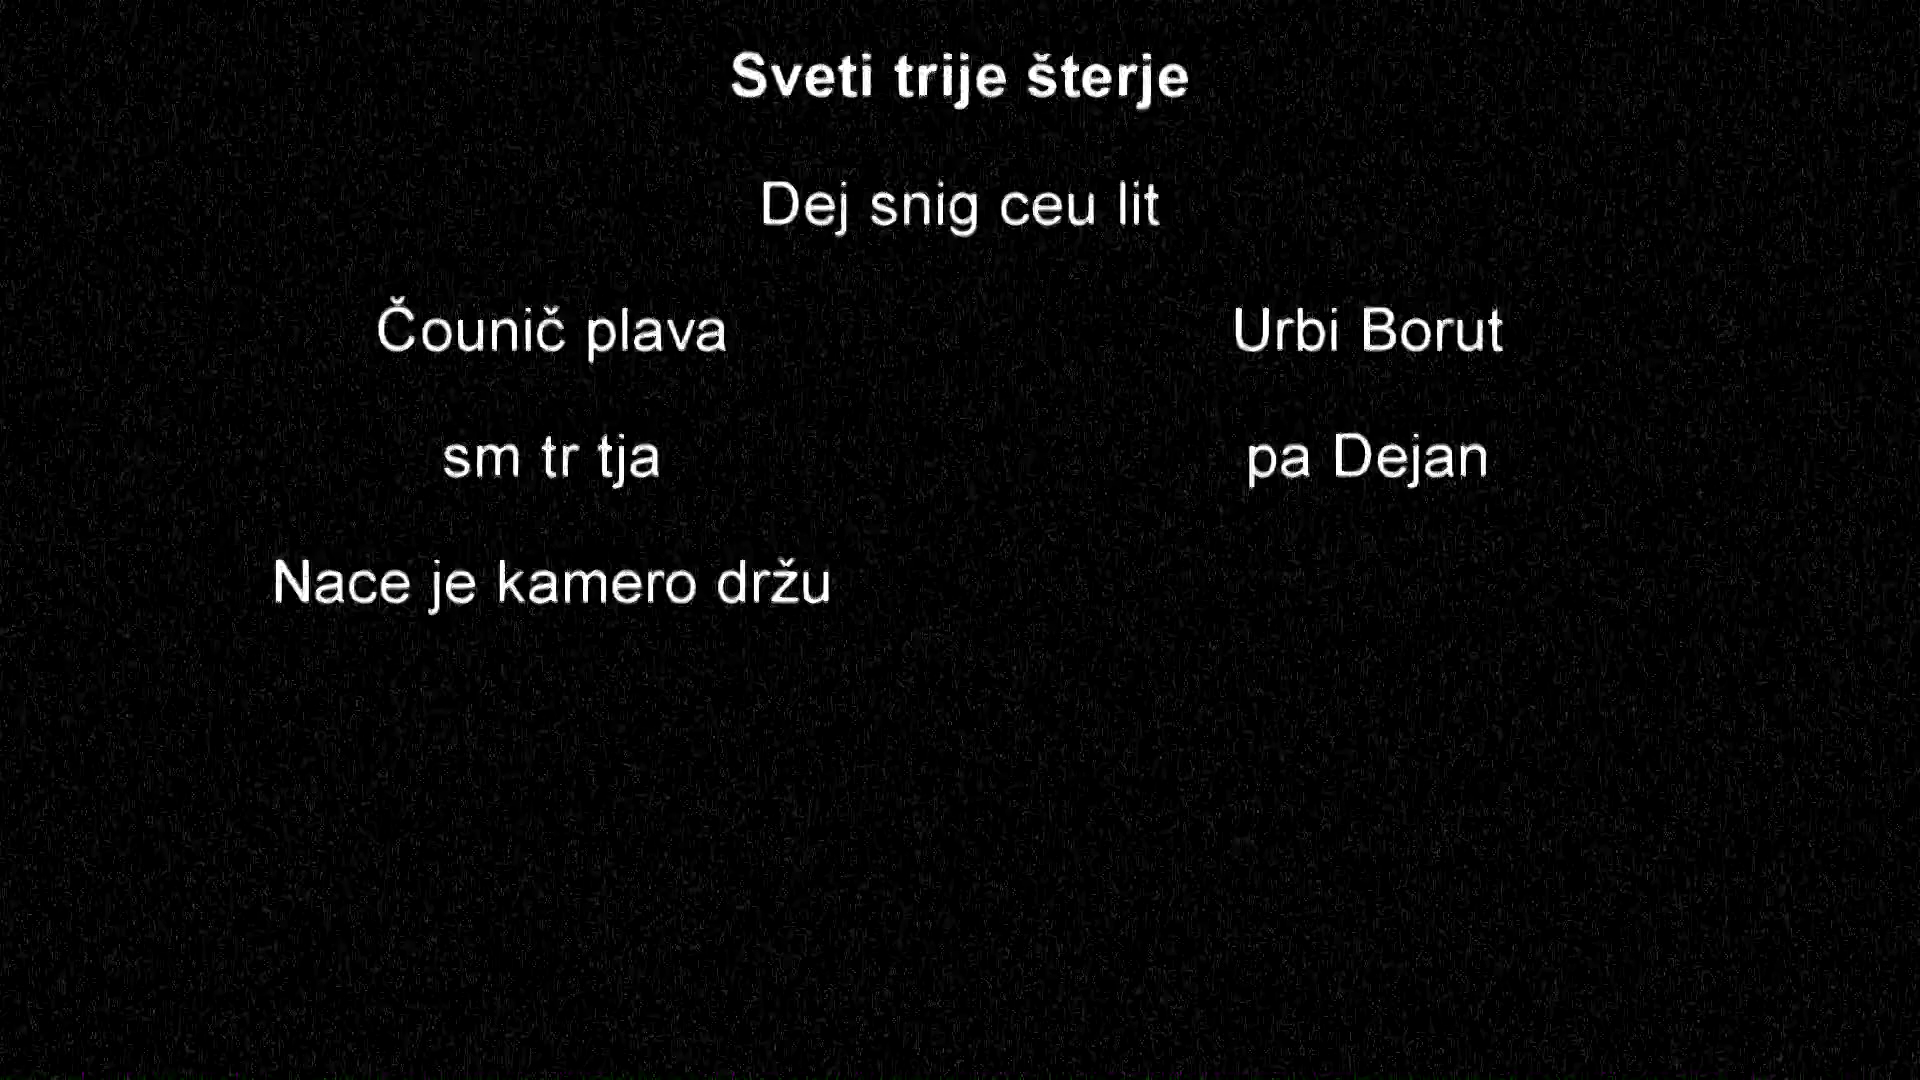 Sveti trije šterje
Dej snig ceu lit
Čounič plava
Urbi Borut
sm tr tja
pa Dejan
Nace je kamero držu